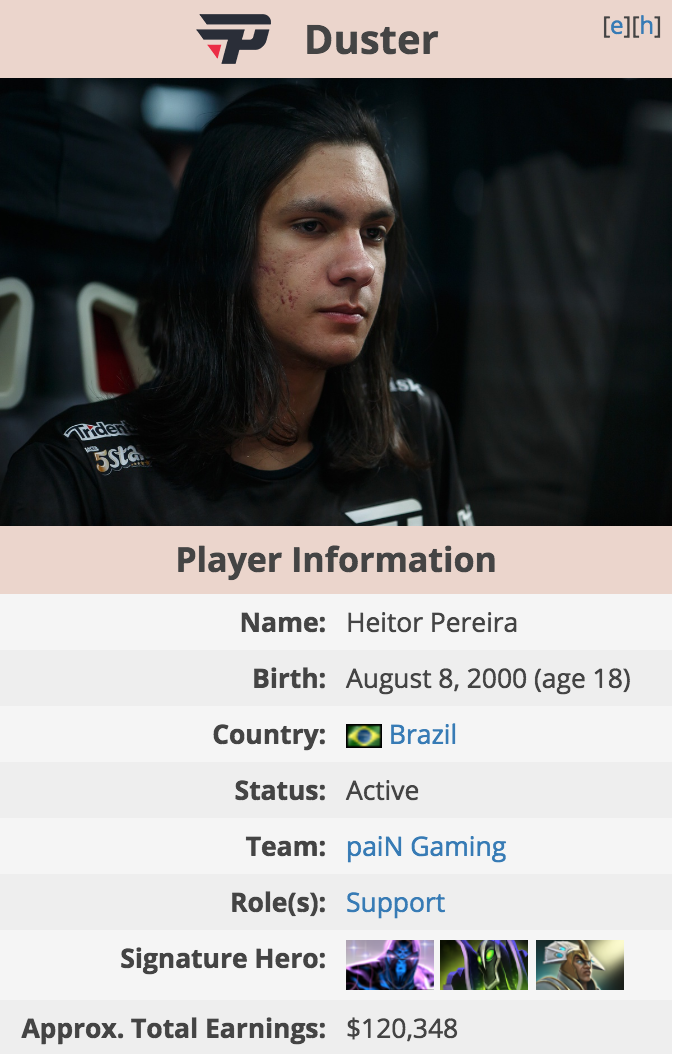 Duster
[e][h]
Trident
Player Information
Name: Heitor Pereira
Birth: August 8, 2000 (age 18)
Country: Brazil
Status: Active
Team: paiN Gaming
Role(s): Support
Signature Hero:
Approx. Total Earnings: $120,348